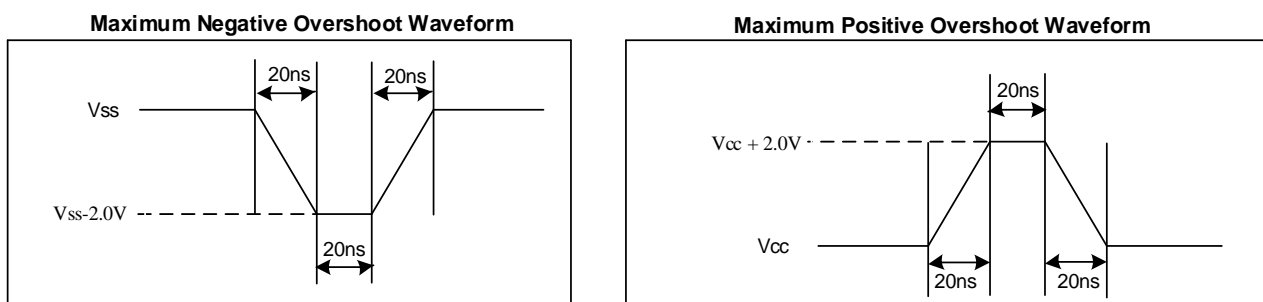 Maximum Negative Overshoot Waveform
20ns
20ns
Vss
Vss-2.0V
20ns
Maximum Positive Overshoot Waveform
20ns
Vcc + 2.0V
Vcc
20ns
20ns